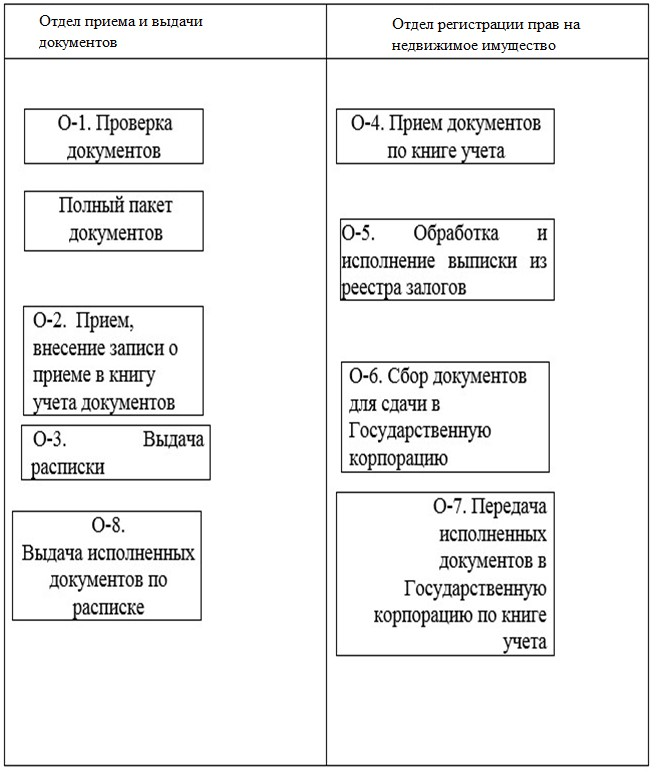 Отдел приема и выдачи
документов
Отдел регистрации прав на
недвижимое имущество
О-1. Проверка
документов
Полный пакет
документов
О-2. Прием,
внесение записи о
приеме в книгу
учета документов
О-3. Выдача
расписки
О-8.
Выдача исполненных
документов по
расписке
О-4. Прием документов
по книге учета
О-5. Обработка и
исполнение выписки из
реестра залогов
О-6. Сбор документов
для сдачи в
Государственную
корпорацию
О-7. Передача
исполненных
документов в
Государственную
корпорацию по книге
учета